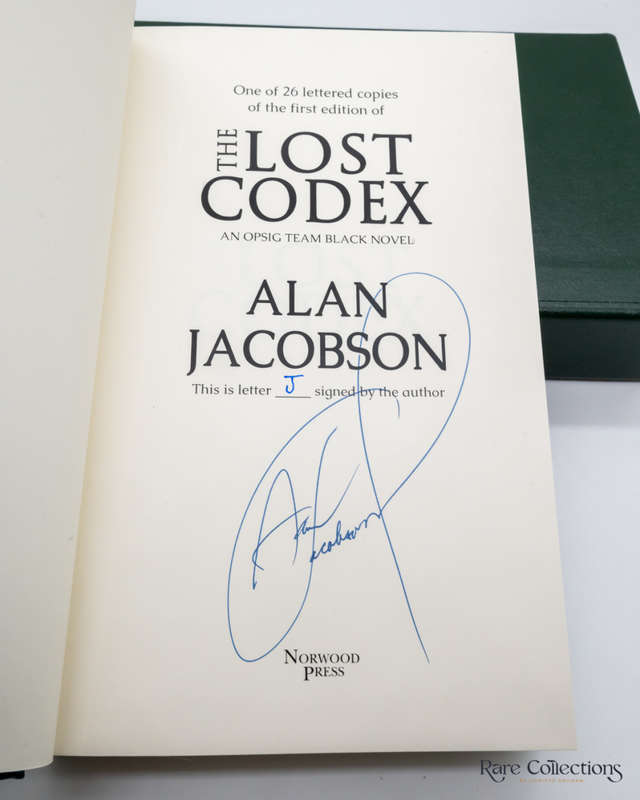 One of 26 lettered copies
of the first edition of
THE LOST
CODEX
AN OPSIG TEAM BLACK NOVEL
ALAN
JACOBSON
This is letter J signed by the author
Alan
Jacobson
NORWOOD
PRESS
Rare Collections